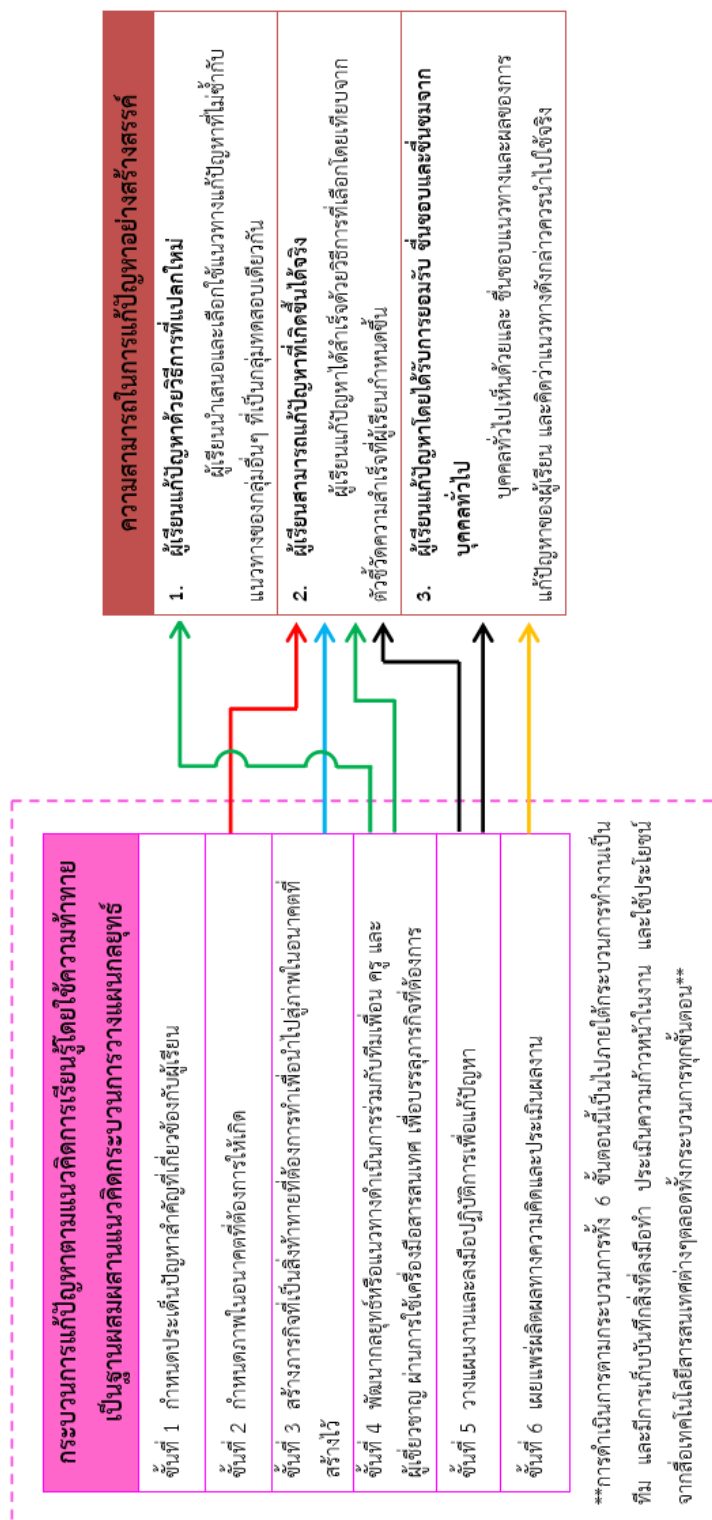 กระบวนการแก้ปัญหาตามแนวคิดการเรียนรู้โดยใช้ความท้าทาย
เป็นฐานผสมผสานแนวคิดกระบวนการวางแผนกลยุทธ์
ขั้นที่ 1 กำหนดประเด็นปัญหาสำคัญที่เกี่ยวข้องกับผู้เรียน
ขั้นที่ 2 กำหนดภาพในอนาคตที่ต้องการให้เกิด
ขั้นที่ 3 สร้างภารกิจที่เป็นสิ่งท้าทายที่ต้องการทำเพื่อนำไปสู่ภาพในอนาคตที่
สร้างไว้
ขั้นที่ 4 พัฒนากลยุทธ์หรือแนวทางดำเนินการร่วมกับทีมเพื่อน ครู และ
ผู้เชี่ยวชาญ ผ่านการใช้เครื่องมือสารสนเทศ เพื่อบรรลุภารกิจที่ต้องการ
ขั้นที่ 5 วางแผนงานและลงมือปฏิบัติการเพื่อแก้ปัญหา
ขั้นที่ 6 เผยแพร่ผลิตผลทางความคิดและประเมินผลงาน
**การดำเนินการตามกระบวนการทั้ง 6 ขั้นตอนนี้เป็นไปภายใต้กระบวนการทำงานเป็น
ทีม และมีการเก็บบันทึกสิ่งที่ลงมือทำ ประเมินความก้าวหน้าในงาน และใช้ประโยชน์
จากสื่อเทคโนโลยีสารสนเทศต่างๆตลอดทั้งกระบวนการทุกขั้นตอน**
ความสามารถในการแก้ปัญหาอย่างสร้างสรรค์
1. ผู้เรียนแก้ปัญหาด้วยวิธีการที่แปลกใหม่
ผู้เรียนนำเสนอและเลือกใช้แนวทางแก้ปัญหาที่ไม่ซ้ำกับ
แนวทางของกลุ่มอื่นๆ ที่เป็นกลุ่มทดสอบเดียวกัน
2. ผู้เรียนสามารถแก้ปัญหาที่เกิดขึ้นได้จริง
ผู้เรียนแก้ปัญหาได้สำเร็จด้วยวิธีการที่เลือกโดยเทียบจาก
ตัวชี้วัดความสำเร็จที่ผู้เรียนกำหนดขึ้น
3. ผู้เรียนแก้ปัญหาโดยได้รับการยอมรับ ชื่นชอบและชื่นชมจาก
บุคคลทั่วไป
บุคคลทั่วไปเห็นด้วยและ ชื่นชอบแนวทางและผลของการ
แก้ปัญหาของผู้เรียน และคิดว่าแนวทางดังกล่าวควรนำไปใช้จริง